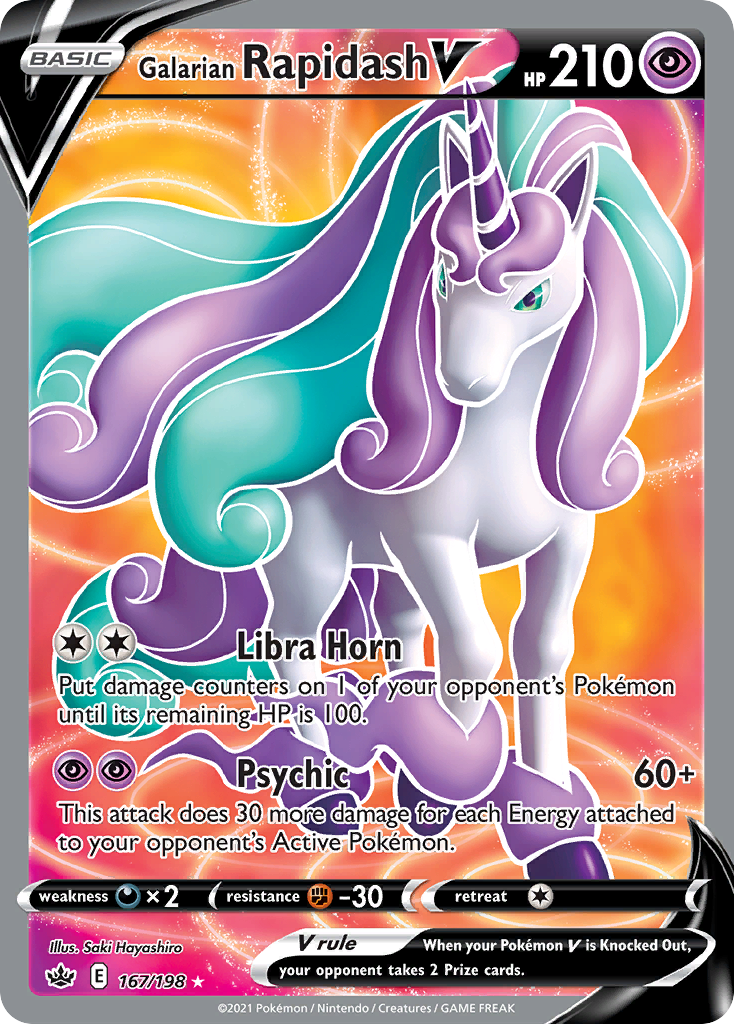 BASIC
Galarian Rapidash V HP 210
Libra Horn
Put damage counters on 1 of your opponent's Pokémon
until its remaining HP is 100.
Psychic 60+
This attack does 30 more damage for each Energy attached
to your opponent's Active Pokémon.
weakness ×2 resistance -30 retreat
Illus. Saki Hayashiro
V rule When your Pokémon V is Knocked Out,
your opponent takes 2 Prize cards.
E 167/198
©2021 Pokémon / Nintendo / Creatures / GAME FREAK